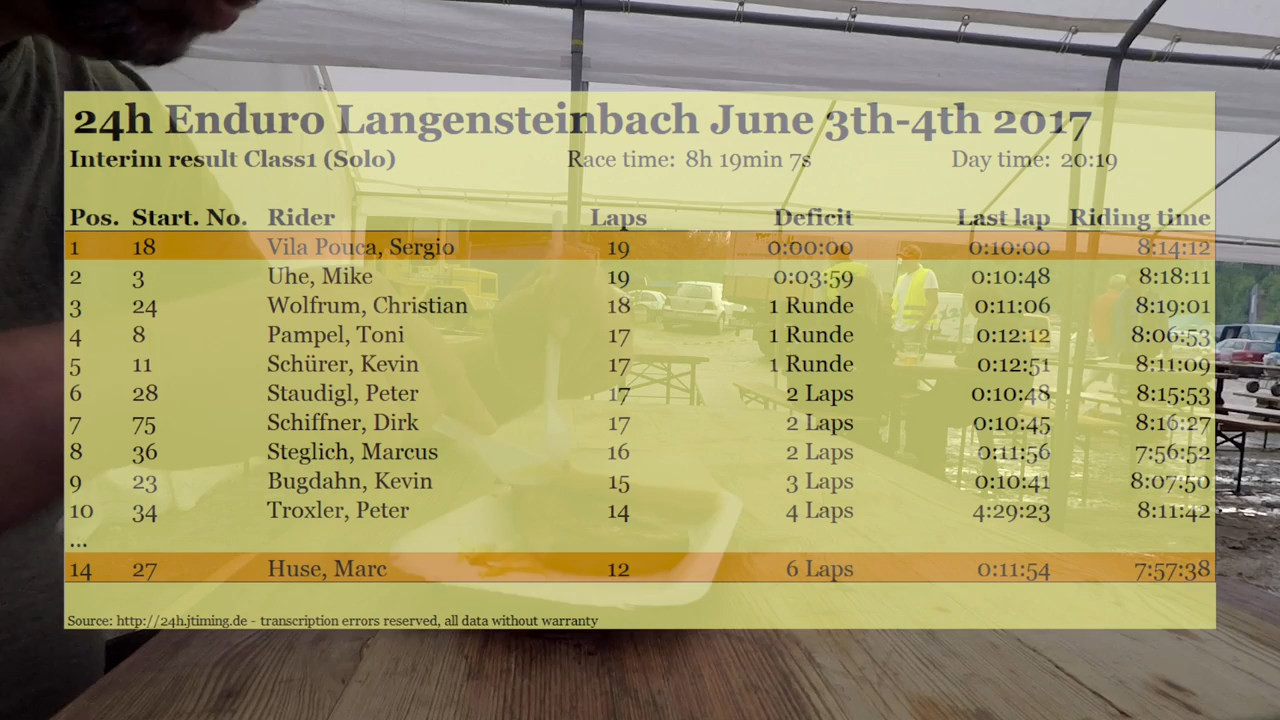 24h Enduro Langensteinbach June 3th-4th 2017
Interim result Class1 (Solo) Race time: 8h 19min 7s Day time: 20:19
Pos. Start. No. Rider Laps Deficit Last lap Riding time
1 18 Vila Pouca, Sergio 19 0:00:00 0:10:00 8:14:12
2 3 Uhe, Mike 19 0:03:59 0:10:48 8:18:11
3 24 Wolfrum, Christian 18 1 Runde 0:11:06 8:19:01
4 8 Pampel, Toni 17 1 Runde 0:12:12 8:06:53
5 11 Schürer, Kevin 17 1 Runde 0:12:51 8:11:09
6 28 Staudigl, Peter 17 2 Laps 0:10:48 8:15:53
7 75 Schiffner, Dirk 17 2 Laps 0:10:45 8:16:27
8 36 Steglich, Marcus 16 2 Laps 0:11:56 7:56:52
9 23 Bugdahn, Kevin 15 3 Laps 0:10:41 8:07:50
10 34 Troxler, Peter 14 4 Laps 4:29:23 8:11:42
...
14 27 Huse, Marc 12 6 Laps 0:11:54 7:57:38
Source: http://24h.jtiming.de - transcription errors reserved, all data without warranty